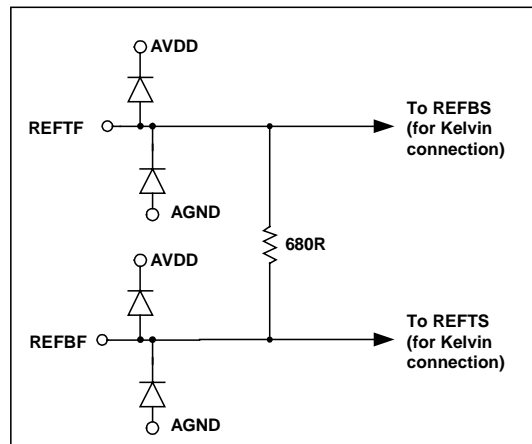 AVDD
REFTF
To REFBS
(for Kelvin
connection)
AGND
680R
AVDD
REFBF
To REFTS
(for Kelvin
connection)
AGND